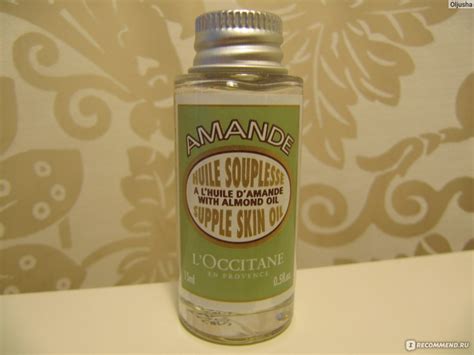 Oljusha
AMANDE
HUILE SOUPLESSE
A L'HUILE D'AMANDE
WITH ALMOND OIL
SUPPLE SKIN OIL
L'OCCITANE
EN PROVENCE
15ml 0.5fl.oz
IRECOMMEND.RU